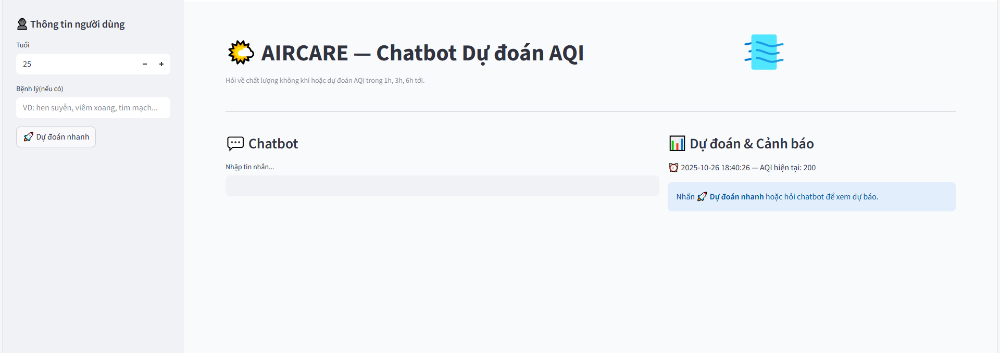 Thông tin người dùng
Tuổi
25 − +
Bệnh lý(nếu có)
VD: hen suyễn, viêm xoang, tim mạch...
Dự đoán nhanh
AIRCARE — Chatbot Dự đoán AQI
Hỏi về chất lượng không khí hoặc dự đoán AQI trong 1h, 3h, 6h tới.
Chatbot
Nhập tin nhắn...
Dự đoán & Cảnh báo
2025-10-26 18:40:26 — AQI hiện tại: 200
Nhấn 🚀 Dự đoán nhanh hoặc hỏi chatbot để xem dự báo.